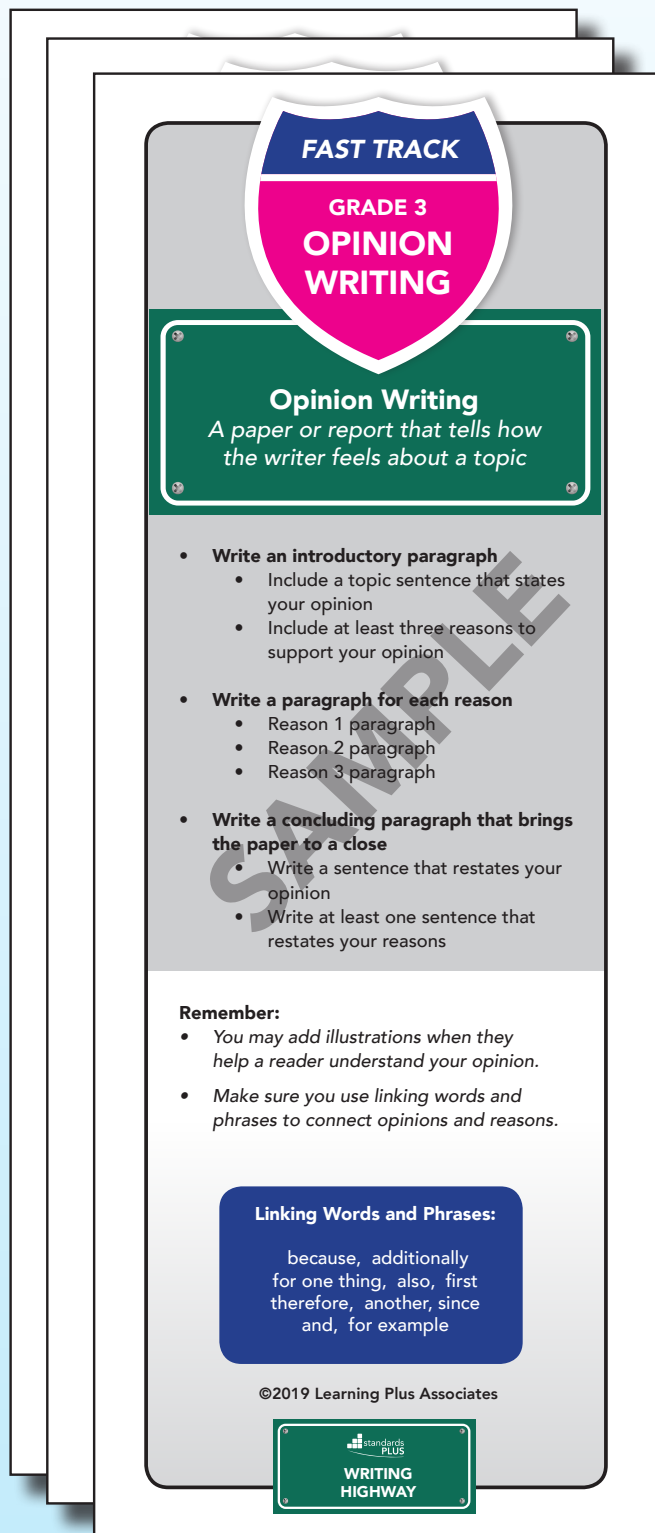 FAST TRACK
GRADE 3
OPINION
WRITING
Opinion Writing
A paper or report that tells how
the writer feels about a topic
• Write an introductory paragraph
• Include a topic sentence that states
your opinion
• Include at least three reasons to
support your opinion
• Write a paragraph for each reason
• Reason 1 paragraph
• Reason 2 paragraph
• Reason 3 paragraph
• Write a concluding paragraph that brings
the paper to a close
• Write a sentence that restates your
opinion
• Write at least one sentence that
restates your reasons
SAMPLE
Remember:
• You may add illustrations when they
help a reader understand your opinion.
• Make sure you use linking words and
phrases to connect opinions and reasons.
Linking Words and Phrases:
because, additionally
for one thing, also, first
therefore, another, since
and, for example
©2019 Learning Plus Associates
standards
PLUS
WRITING
HIGHWAY